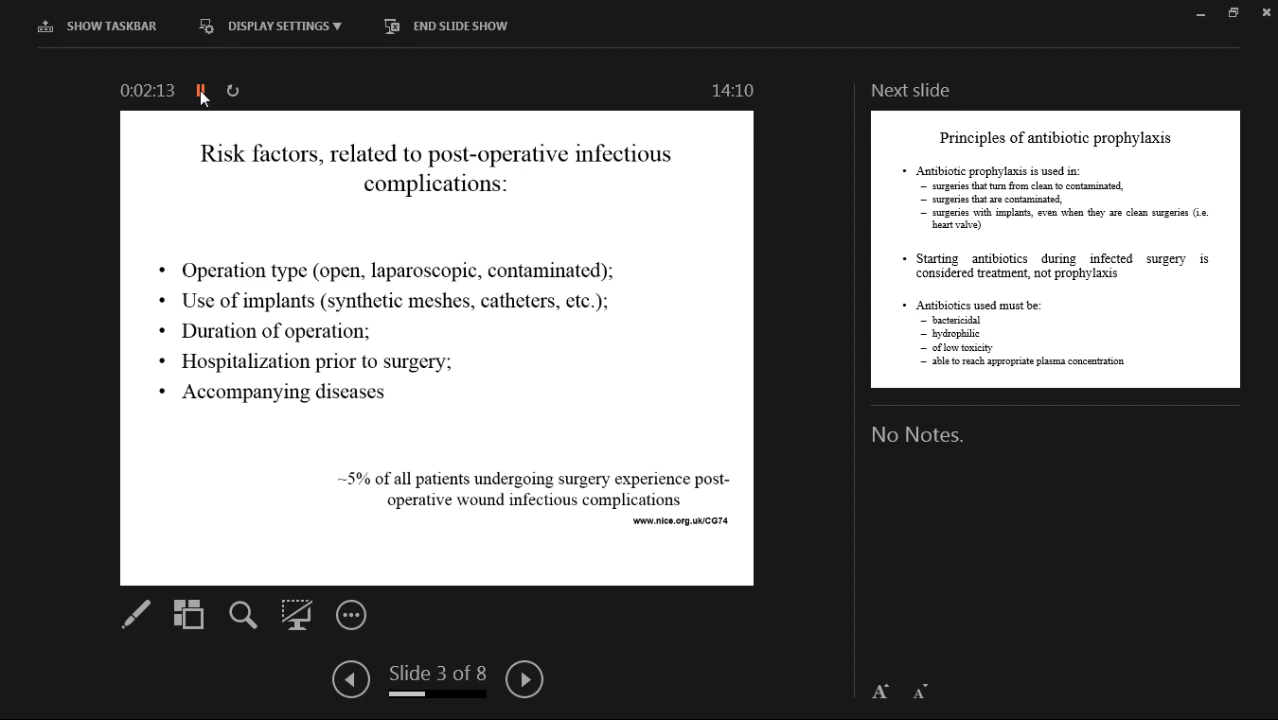 SHOW TASKBAR DISPLAY SETTINGS ▼ END SLIDE SHOW
0:02:13 14:10
Risk factors, related to post-operative infectious
complications:
• Operation type (open, laparoscopic, contaminated);
• Use of implants (synthetic meshes, catheters, etc.);
• Duration of operation;
• Hospitalization prior to surgery;
• Accompanying diseases
~5% of all patients undergoing surgery experience post-
operative wound infectious complications
www.nice.org.uk/CG74
Slide 3 of 8
Next slide
Principles of antibiotic prophylaxis
• Antibiotic prophylaxis is used in:
– surgeries that turn from clean to contaminated,
– surgeries that are contaminated,
– surgeries with implants, even when they are clean surgeries (i.e.
heart valve)
• Starting antibiotics during infected surgery is
considered treatment, not prophylaxis
• Antibiotics used must be:
– bactericidal
– hydrophilic
– of low toxicity
– able to reach appropriate plasma concentration
No Notes.
A A